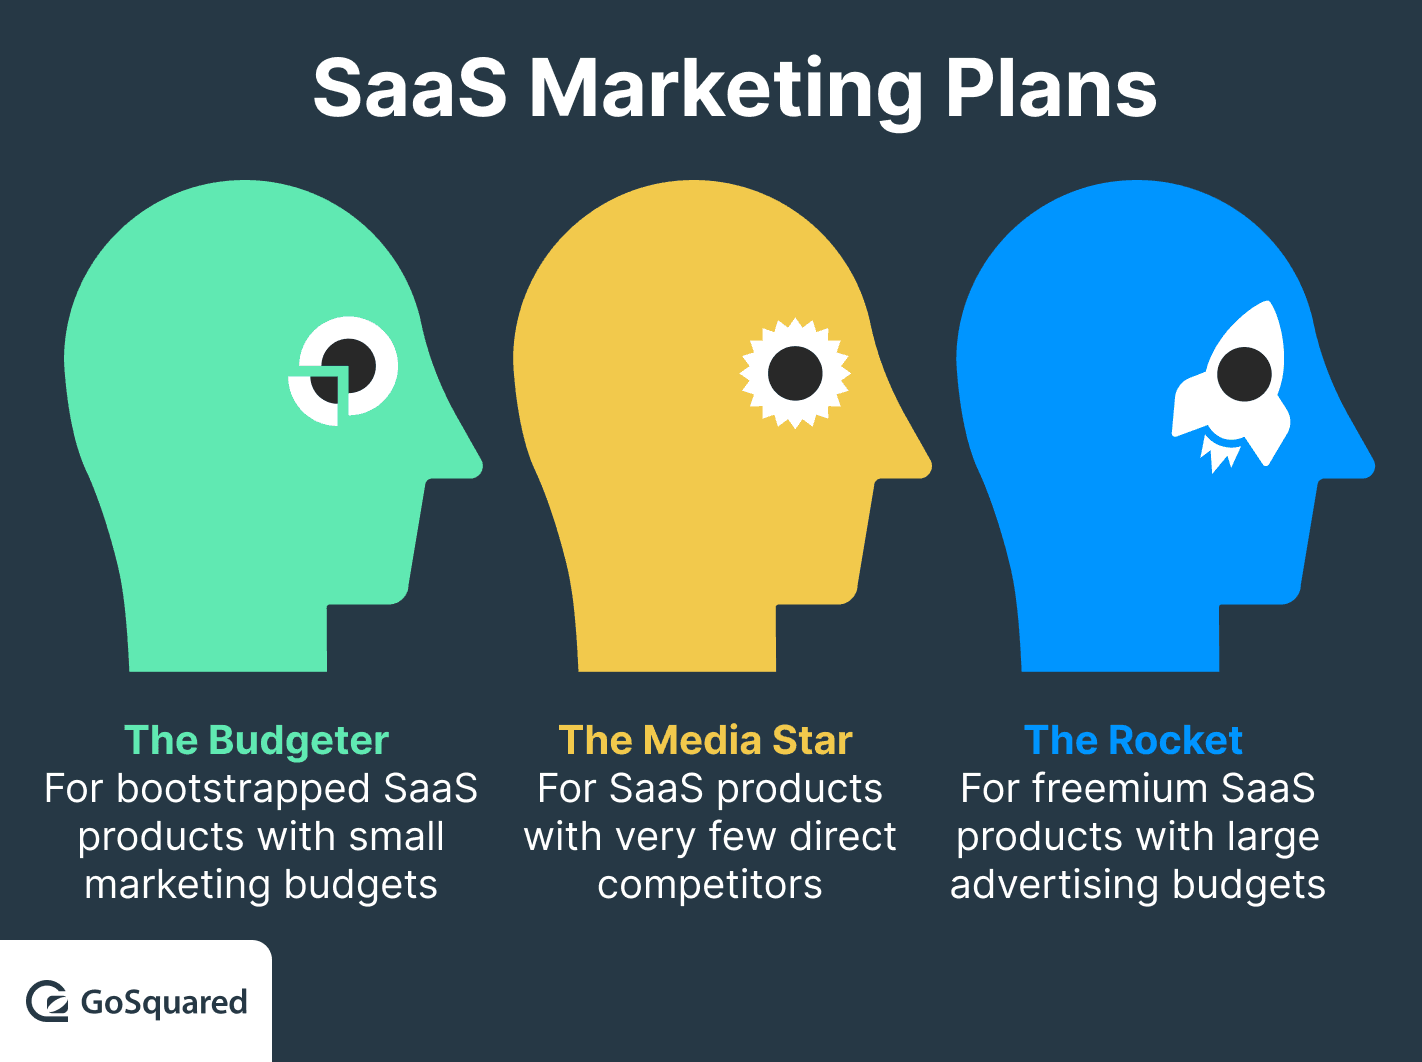 SaaS Marketing Plans
The Budgeter
For bootstrapped SaaS
products with small
marketing budgets
The Media Star
For SaaS products
with very few direct
competitors
The Rocket
For freemium SaaS
products with large
advertising budgets
GoSquared